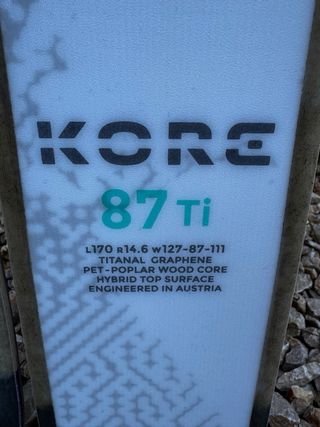 KORE
87 Ti
L170 R14.6 W127-87-111
TITANAL GRAPHENE
PET-POPLAR WOOD CORE
HYBRID TOP SURFACE
ENGINEERED IN AUSTRIA